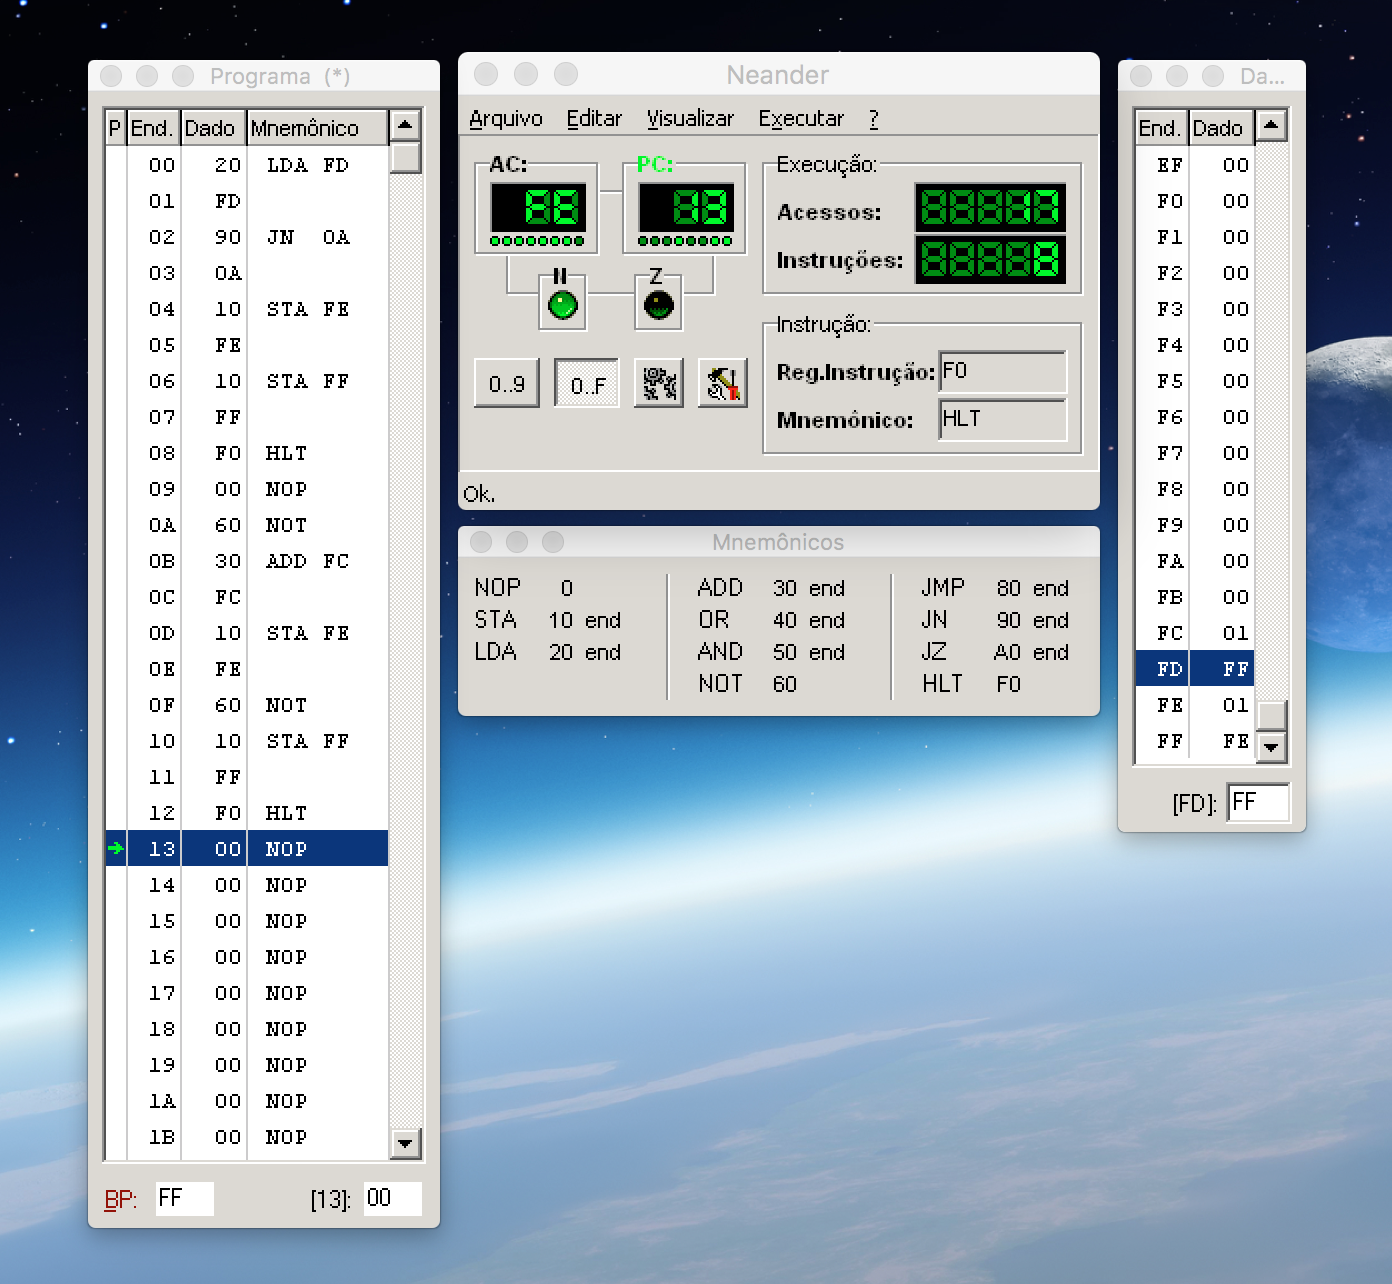 Programa (*)
P End. Dado Mnemônico
00 20 LDA FD
01 FD
02 90 JN 0A
03 0A
04 10 STA FE
05 FE
06 10 STA FF
07 FF
08 F0 HLT
09 00 NOP
0A 60 NOT
0B 30 ADD FC
0C FC
0D 10 STA FE
0E FE
0F 60 NOT
10 10 STA FF
11 FF
12 F0 HLT
13 00 NOP
14 00 NOP
15 00 NOP
16 00 NOP
17 00 NOP
18 00 NOP
19 00 NOP
1A 00 NOP
1B 00 NOP
BP: FF [13]: 00
Neander
Arquivo Editar Visualizar Executar ?
AC: PC:
FE 13
N Z
0..9 0..F
Execução:
Acessos: 17
Instruções: 8
Instrução:
Reg.Instrução: F0
Mnemônico: HLT
Ok.
Mnemônicos
NOP 0 ADD 30 end JMP 80 end
STA 10 end OR 40 end JN 90 end
LDA 20 end AND 50 end JZ A0 end
NOT 60 HLT F0
Da...
End. Dado
EF 00
F0 00
F1 00
F2 00
F3 00
F4 00
F5 00
F6 00
F7 00
F8 00
F9 00
FA 00
FB 00
FC 01
FD FF
FE 01
FF FE
[FD]: FF